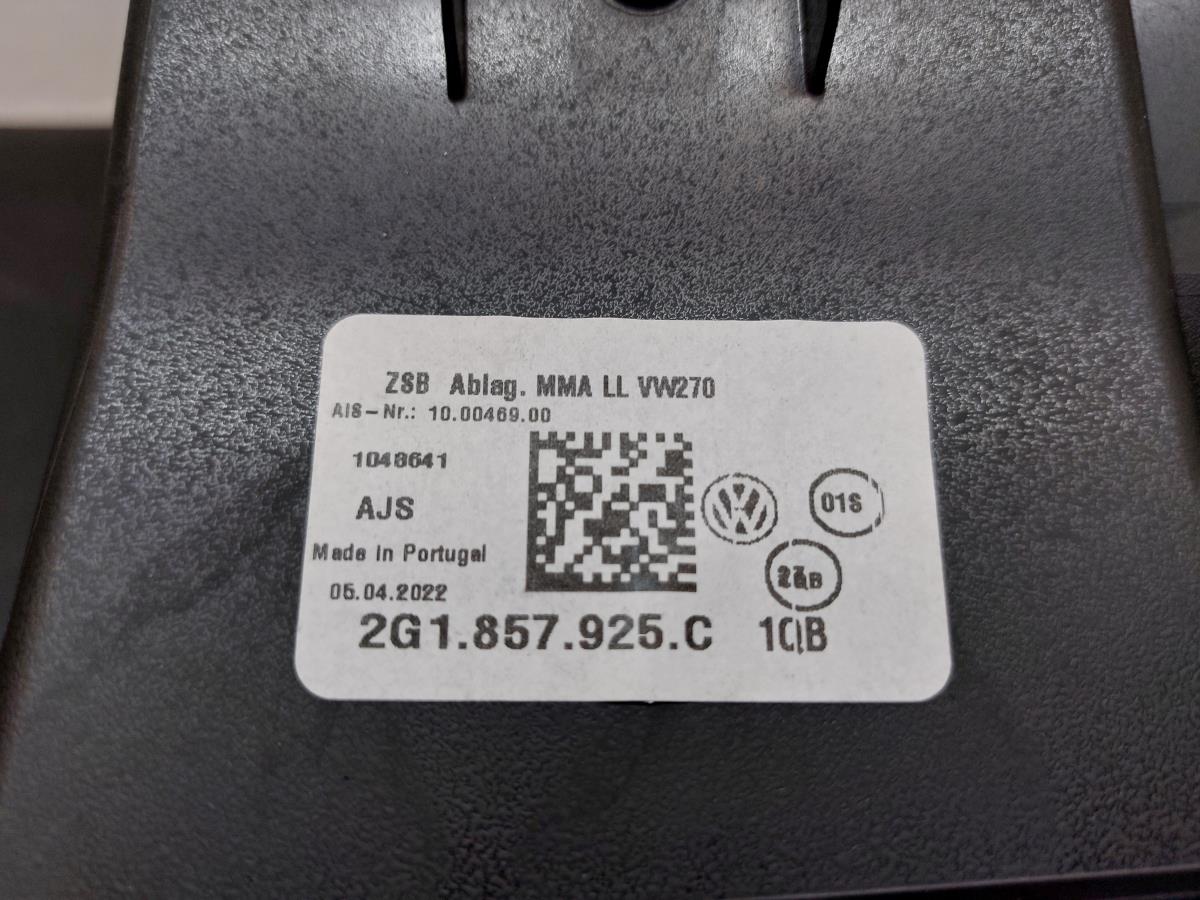 ZSB Ablag. MMA LL VW270
AIS-Nr.: 10.00469.00
1048641
AJS
01S
Made in Portugal
05.04.2022
2G1.857.925.C 1QB